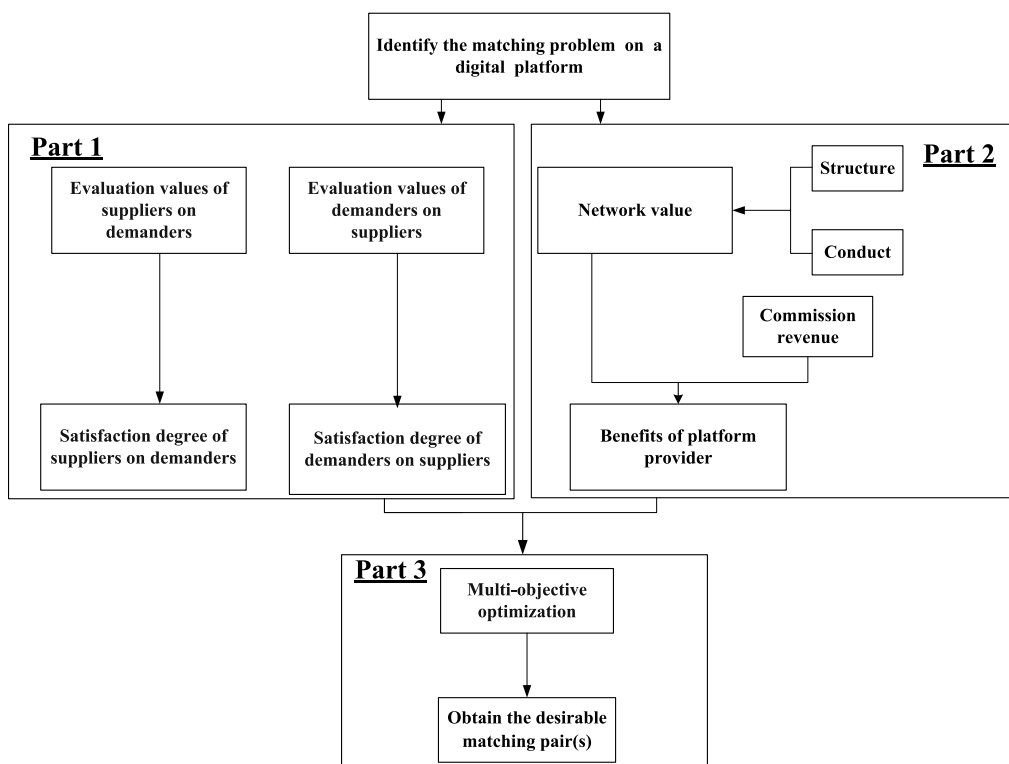 Identify the matching problem on a
digital platform
Part 1
Evaluation values of
suppliers on
demanders
Evaluation values of
demanders on
suppliers
Satisfaction degree of
suppliers on demanders
Satisfaction degree of
demanders on suppliers
Part 2
Structure
Network value
Conduct
Commission
revenue
Benefits of platform
provider
Part 3
Multi-objective
optimization
Obtain the desirable
matching pair(s)